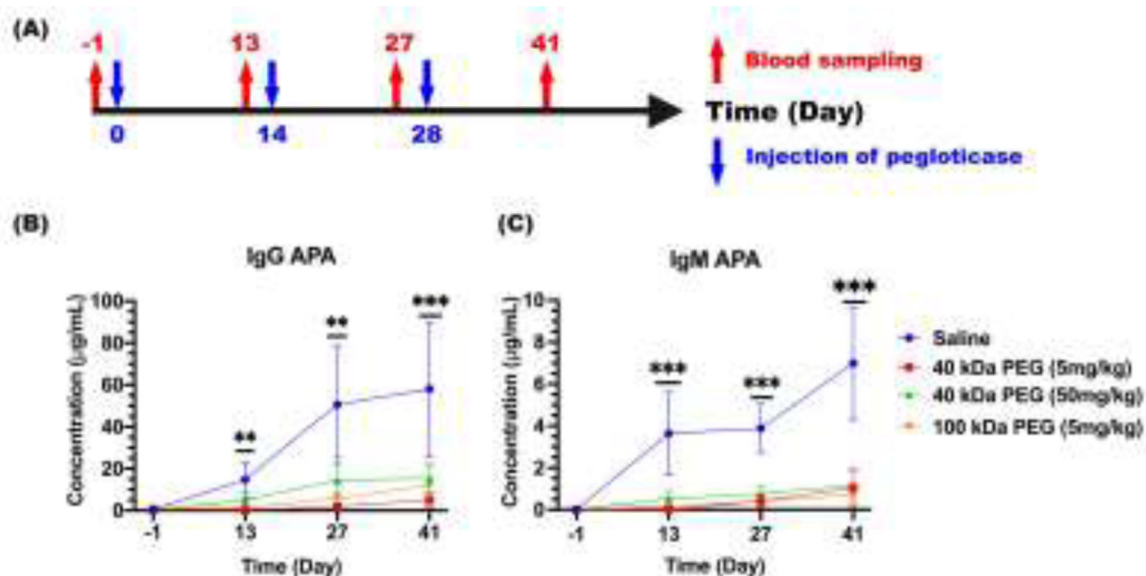 (A)
-1 13 27 41
Blood sampling
Time (Day)
0 14 28
Injection of pegloticase
(B)
IgG APA
Concentration (μg/mL)
100
80
60
40
20
0
** ** ***
-1 13 27 41
Time (Day)
(C)
IgM APA
Concentration (μg/mL)
10
8
6
4
2
0
*** *** ***
-1 13 27 41
Time (Day)
Saline
40 kDa PEG (5mg/kg)
40 kDa PEG (50mg/kg)
100 kDa PEG (5mg/kg)